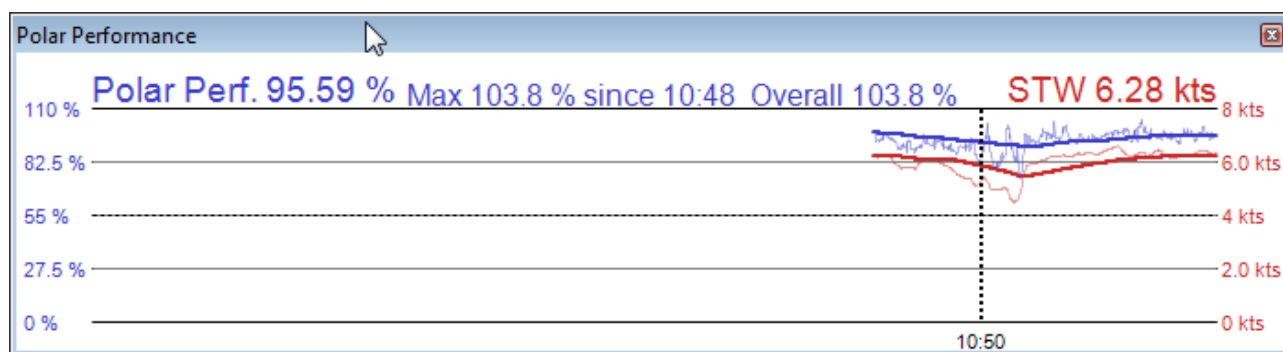 Polar Performance
Polar Perf. 95.59 % Max 103.8 % since 10:48 Overall 103.8 % STW 6.28 kts
110 % 8 kts
82.5 % 6.0 kts
55 % 4 kts
27.5 % 2.0 kts
0 % 0 kts
10:50